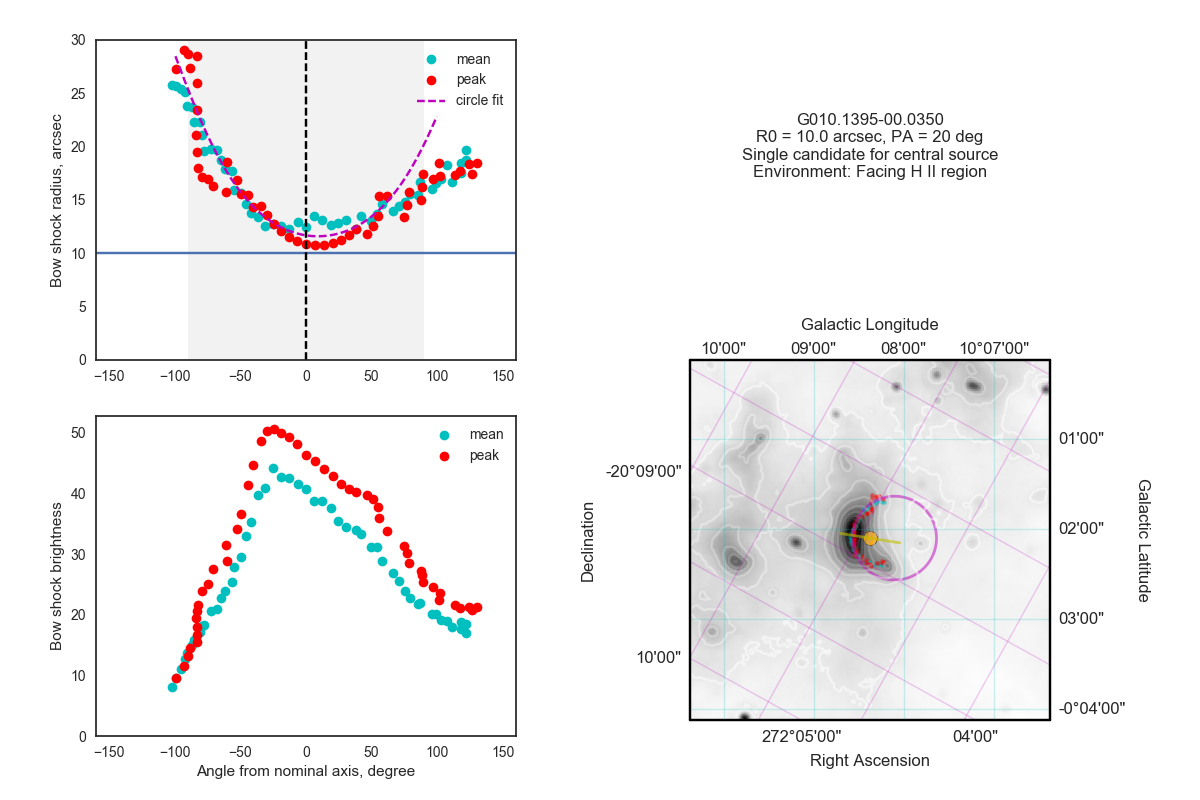 30
25
20
15
10
5
0
Bow shock radius, arcsec
−150
−100
−50
0
50
100
150
mean
peak
circle fit
50
40
30
20
10
0
Bow shock brightness
−150
−100
−50
0
50
100
150
Angle from nominal axis, degree
mean
peak
G010.1395-00.0350
R0 = 10.0 arcsec, PA = 20 deg
Single candidate for central source
Environment: Facing H II region
Galactic Longitude
10'00"
09'00"
08'00"
10°07'00"
-20°09'00"
10'00"
Declination
01'00"
02'00"
03'00"
-0°04'00"
Galactic Latitude
272°05'00"
04'00"
Right Ascension